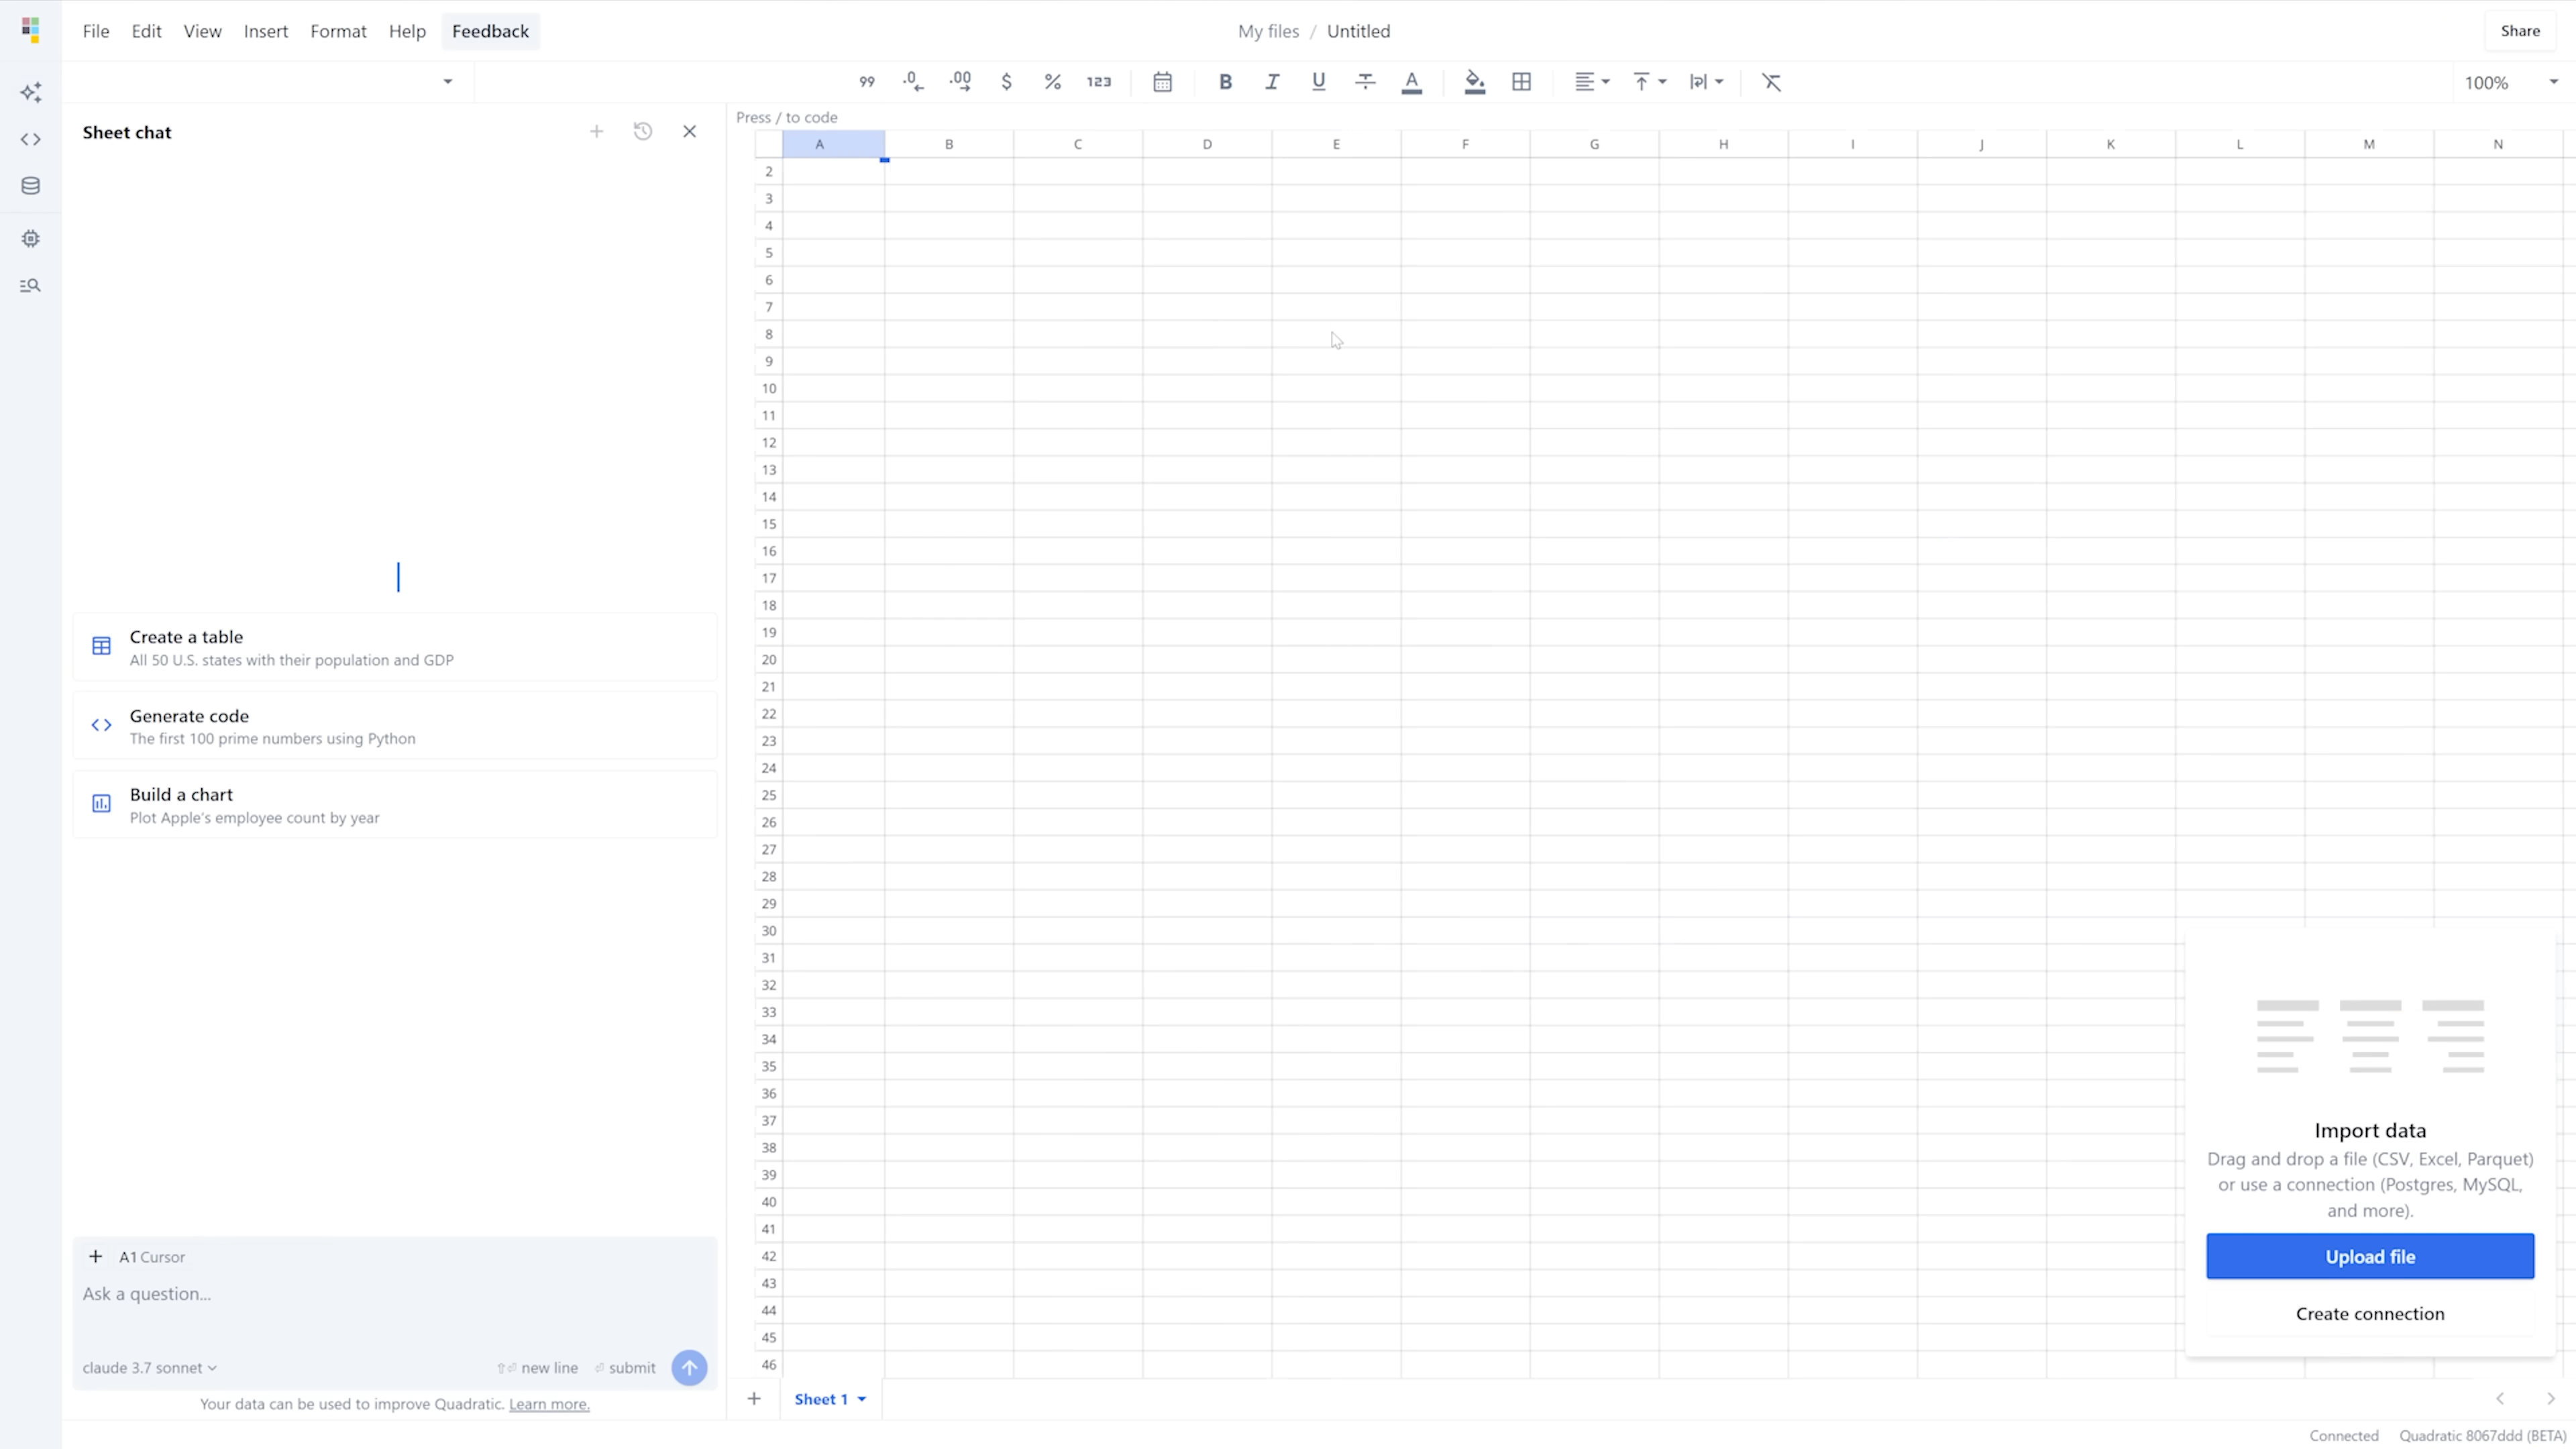 File Edit View Insert Format Help Feedback
My files / Untitled
Share
99 .0 .00 $ % 123 B I U A
100%
Sheet chat
Press / to code
A B C D E F G H I J K L M N
2
3
4
5
6
7
8
9
10
11
12
13
14
15
16
17
18
19
20
21
22
23
24
25
26
27
28
29
30
31
32
33
34
35
36
37
38
39
40
41
42
43
44
45
46
Create a table
All 50 U.S. states with their population and GDP
Generate code
The first 100 prime numbers using Python
Build a chart
Plot Apple's employee count by year
A1 Cursor
Ask a question...
claude 3.7 sonnet
new line submit
Your data can be used to improve Quadratic. Learn more.
Import data
Drag and drop a file (CSV, Excel, Parquet)
or use a connection (Postgres, MySQL,
and more).
Upload file
Create connection
Sheet 1
Connected Quadratic 8067ddd (BETA)